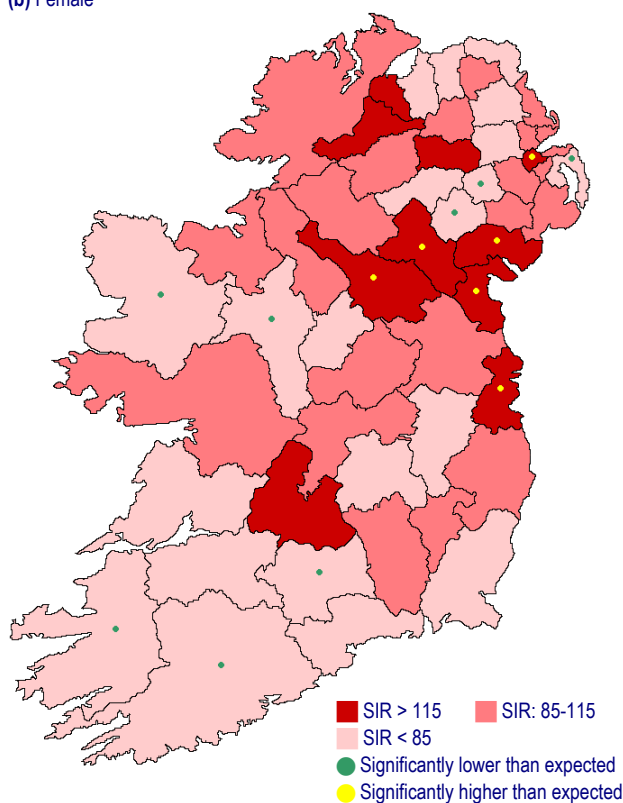 (b) Female
SIR > 115 SIR: 85-115
SIR < 85
Significantly lower than expected
Significantly higher than expected